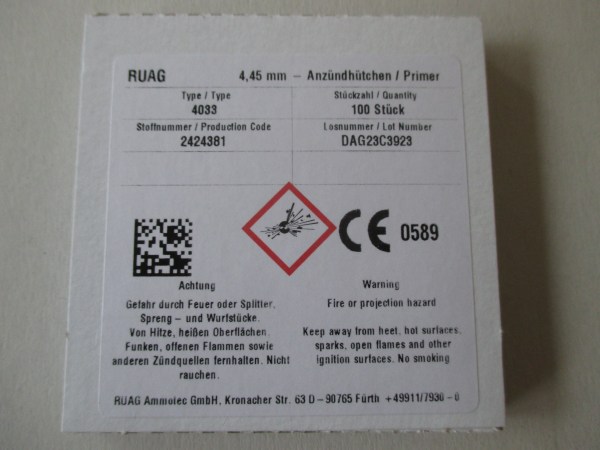 RUAG 4,45 mm – Anzündhütchen / Primer
Type / Type Stückzahl / Quantity
4033 100 Stück
Stoffnummer / Production Code Losnummer / Lot Number
2424381 DAG23C3923
CE 0589
Achtung
Gefahr durch Feuer oder Splitter,
Spreng – und Wurfstücke.
Von Hitze, heißen Oberflächen,
Funken, offenen Flammen sowie
anderen Zündquellen fernhalten. Nicht
rauchen.
Warning
Fire or projection hazard
Keep away from heet, hot surfaces,
sparks, open flames and other
ignition surfaces. No smoking
RUAG Ammotec GmbH, Kronacher Str. 63 D – 90765 Fürth +49911/7930 – 0